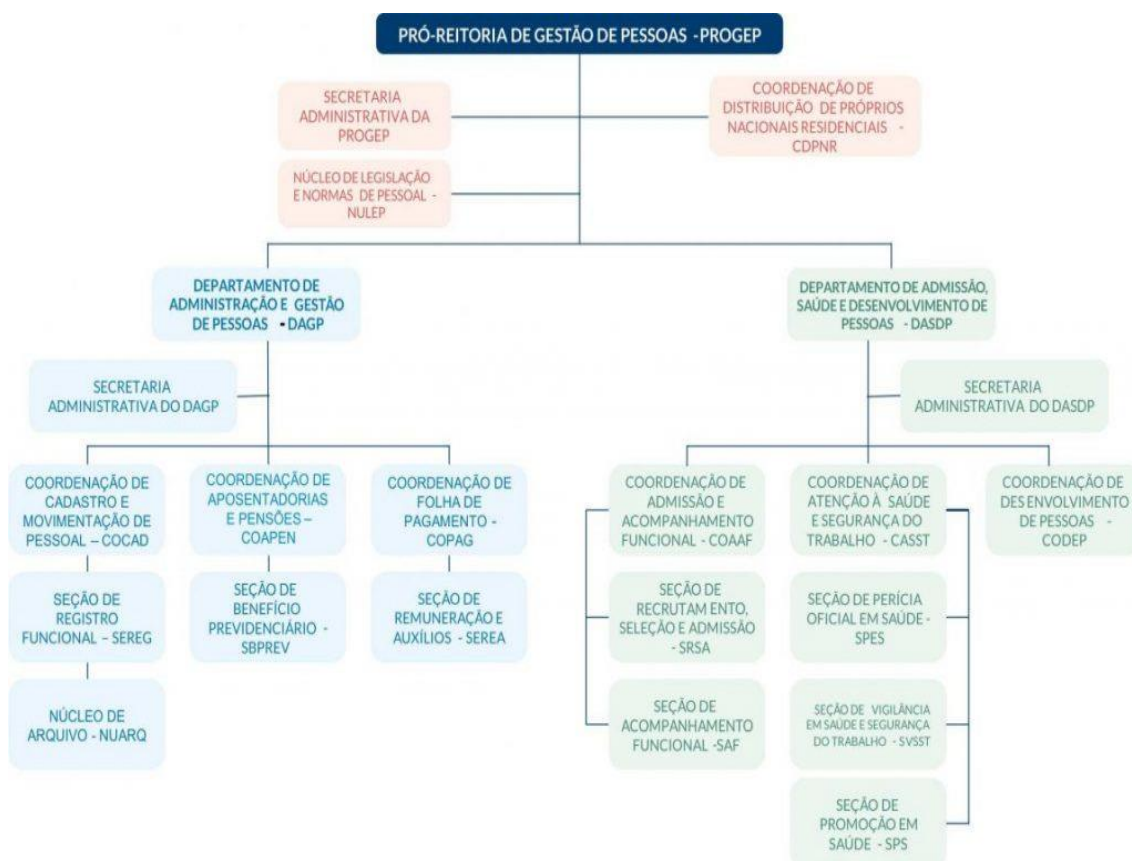 PRÓ-REITORIA DE GESTÃO DE PESSOAS -PROGEP
SECRETARIA
ADMINISTRATIVA DA
PROGEP
COORDENAÇÃO DE
DISTRIBUIÇÃO DE PRÓPRIOS
NACIONAIS RESIDENCIAIS -
CDPNR
NÚCLEO DE LEGISLAÇÃO
E NORMAS DE PESSOAL -
NULEP
DEPARTAMENTO DE
ADMINISTRAÇÃO E GESTÃO
DE PESSOAS - DAGP
DEPARTAMENTO DE ADMISSÃO,
SAÚDE E DESENVOLVIMENTO DE
PESSOAS - DASDP
SECRETARIA
ADMINISTRATIVA DO DAGP
SECRETARIA
ADMINISTRATIVA DO DASDP
COORDENAÇÃO DE
CADASTRO E
MOVIMENTAÇÃO DE
PESSOAL – COCAD
COORDENAÇÃO DE
APOSENTADORIAS
E PENSÕES –
COAPEN
COORDENAÇÃO DE
FOLHA DE
PAGAMENTO -
COPAG
COORDENAÇÃO DE
ADMISSÃO E
ACOMPANHAMENTO
FUNCIONAL - COAAF
COORDENAÇÃO DE
ATENÇÃO À SAÚDE
E SEGURANÇA DO
TRABALHO - CASST
COORDENAÇÃO DE
DES ENVOLVIMENTO
DE PESSOAS -
CODEP
SEÇÃO DE
REGISTRO
FUNCIONAL – SEREG
SEÇÃO DE
BENEFÍCIO
PREVIDENCIÁRIO -
SBPREV
SEÇÃO DE
REMUNERAÇÃO E
AUXÍLIOS - SEREA
SEÇÃO DE
RECRUTAM ENTO,
SELEÇÃO E ADMISSÃO
- SRSA
SEÇÃO DE PERÍCIA
OFICIAL EM SAÚDE -
SPES
NÚCLEO DE
ARQUIVO - NUARQ
SEÇÃO DE
ACOMPANHAMENTO
FUNCIONAL -SAF
SEÇÃO DE VIGILÂNCIA
EM SAÚDE E SEGURANÇA
DO TRABALHO - SVSST
SEÇÃO DE
PROMOÇÃO EM
SAÚDE - SPS